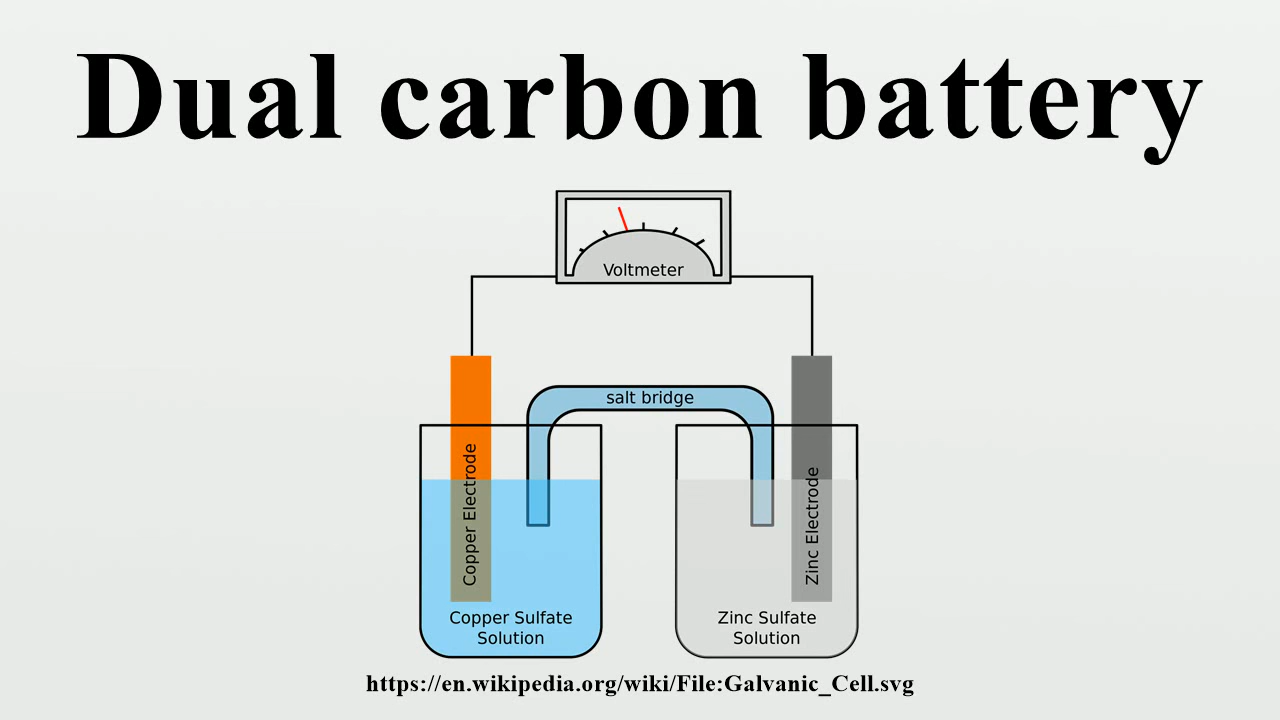 Dual carbon battery
Voltmeter
salt bridge
Copper Electrode
Zinc Electrode
Copper Sulfate
Solution
Zinc Sulfate
Solution
https://en.wikipedia.org/wiki/File:Galvanic_Cell.svg